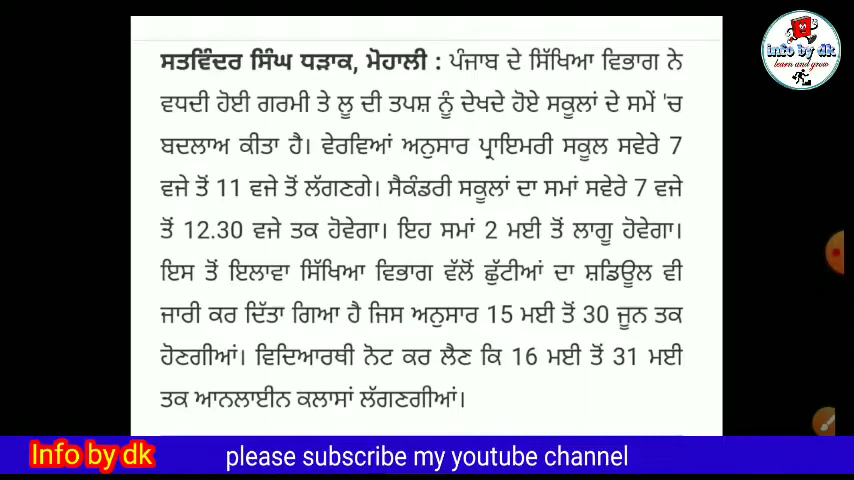 ਸਤਵਿੰਦਰ ਸਿੰਘ ਧੜਾਕ, ਮੋਹਾਲੀ : ਪੰਜਾਬ ਦੇ ਸਿੱਖਿਆ ਵਿਭਾਗ ਨੇ
ਵਧਦੀ ਹੋਈ ਗਰਮੀ ਤੇ ਲੂ ਦੀ ਤਪਸ਼ ਨੂੰ ਦੇਖਦੇ ਹੋਏ ਸਕੂਲਾਂ ਦੇ ਸਮੇਂ 'ਚ
ਬਦਲਾਅ ਕੀਤਾ ਹੈ। ਵੇਰਵਿਆਂ ਅਨੁਸਾਰ ਪ੍ਰਾਇਮਰੀ ਸਕੂਲ ਸਵੇਰੇ 7
ਵਜੇ ਤੋਂ 11 ਵਜੇ ਤੋਂ ਲੱਗਣਗੇ। ਸੈਕੰਡਰੀ ਸਕੂਲਾਂ ਦਾ ਸਮਾਂ ਸਵੇਰੇ 7 ਵਜੇ
ਤੋਂ 12.30 ਵਜੇ ਤਕ ਹੋਵੇਗਾ। ਇਹ ਸਮਾਂ 2 ਮਈ ਤੋਂ ਲਾਗੂ ਹੋਵੇਗਾ।
ਇਸ ਤੋਂ ਇਲਾਵਾ ਸਿੱਖਿਆ ਵਿਭਾਗ ਵੱਲੋਂ ਛੁੱਟੀਆਂ ਦਾ ਸ਼ਡਿਊਲ ਵੀ
ਜਾਰੀ ਕਰ ਦਿੱਤਾ ਗਿਆ ਹੈ ਜਿਸ ਅਨੁਸਾਰ 15 ਮਈ ਤੋਂ 30 ਜੂਨ ਤਕ
ਹੋਣਗੀਆਂ। ਵਿਦਿਆਰਥੀ ਨੋਟ ਕਰ ਲੈਣ ਕਿ 16 ਮਈ ਤੋਂ 31 ਮਈ
ਤਕ ਆਨਲਾਈਨ ਕਲਾਸਾਂ ਲੱਗਣਗੀਆਂ।
info by dk
learn and grow
Info by dk
please subscribe my youtube channel